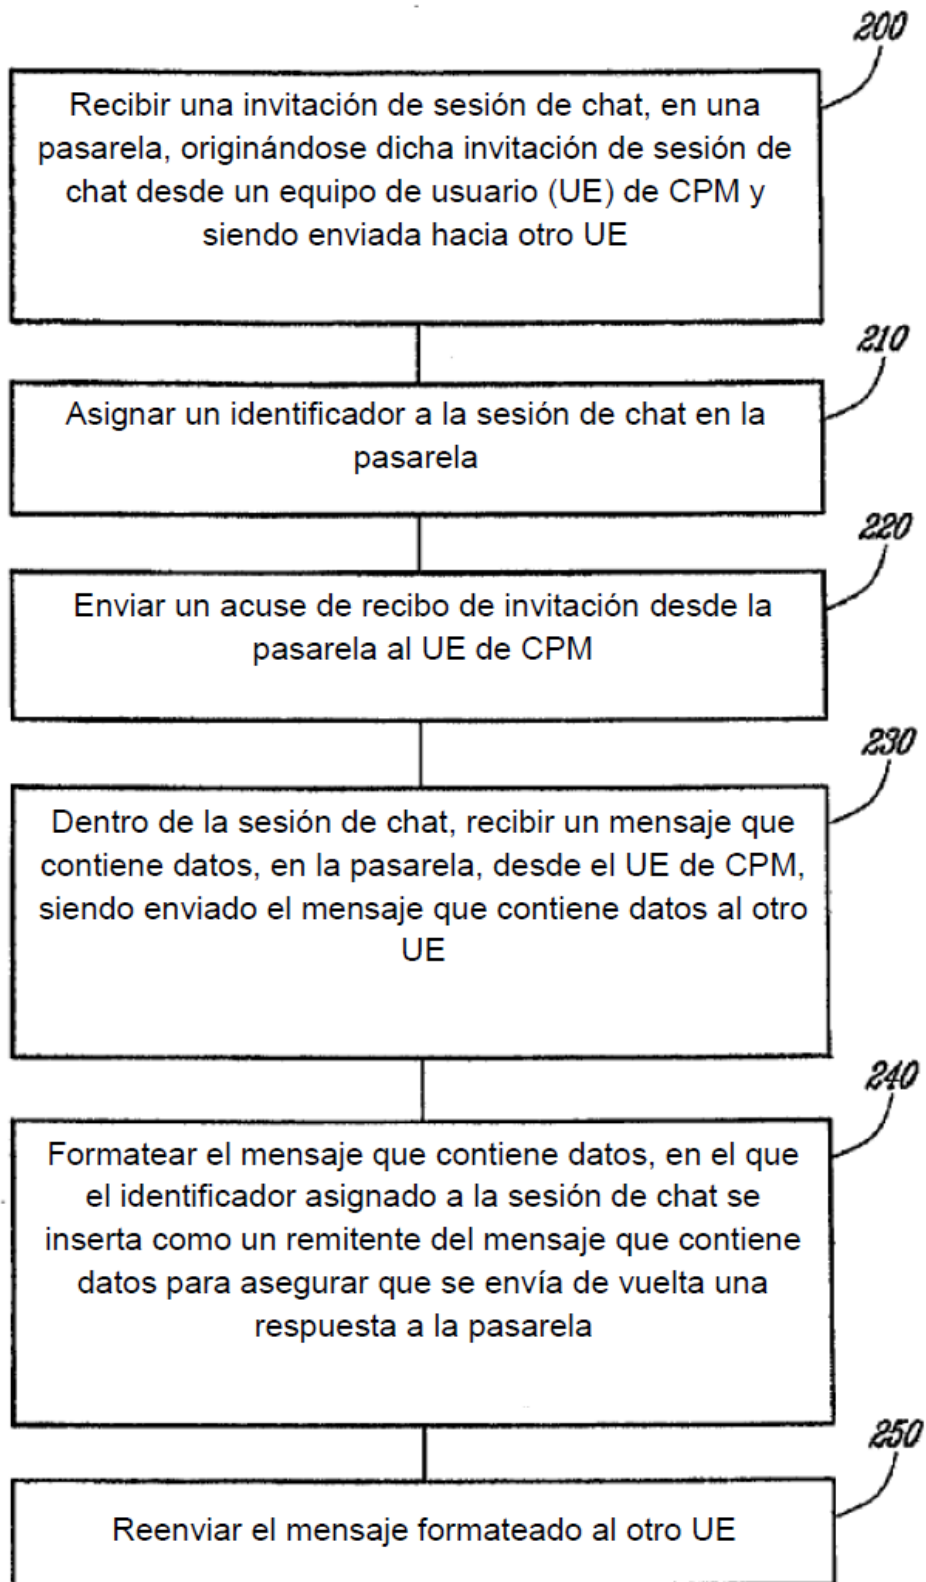 200
Recibir una invitación de sesión de chat, en una
pasarela, originándose dicha invitación de sesión de
chat desde un equipo de usuario (UE) de CPM y
siendo enviada hacia otro UE
210
Asignar un identificador a la sesión de chat en la
pasarela
220
Enviar un acuse de recibo de invitación desde la
pasarela al UE de CPM
230
Dentro de la sesión de chat, recibir un mensaje que
contiene datos, en la pasarela, desde el UE de CPM,
siendo enviado el mensaje que contiene datos al otro
UE
240
Formatear el mensaje que contiene datos, en el que
el identificador asignado a la sesión de chat se
inserta como un remitente del mensaje que contiene
datos para asegurar que se envía de vuelta una
respuesta a la pasarela
250
Reenviar el mensaje formateado al otro UE